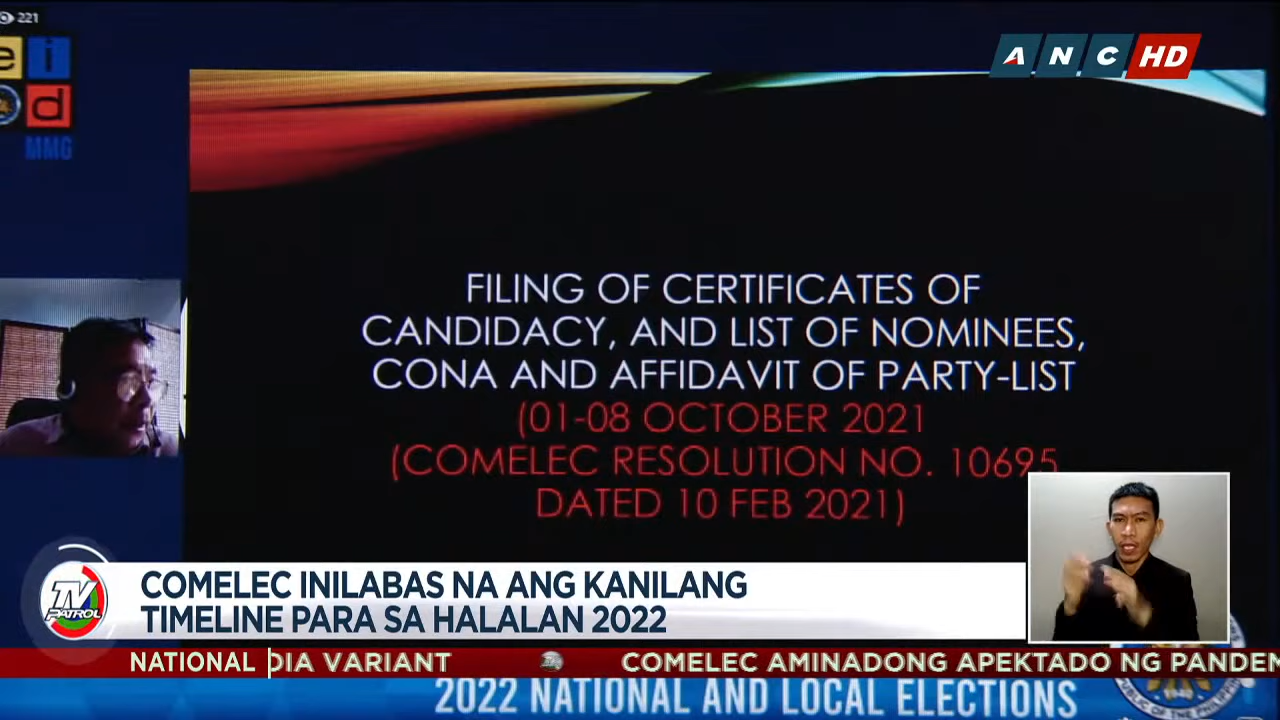 221
ANC HD
e i
d
MMG
FILING OF CERTIFICATES OF
CANDIDACY, AND LIST OF NOMINEES,
CONA AND AFFIDAVIT OF PARTY-LIST
(01-08 OCTOBER 2021
(COMELEC RESOLUTION NO. 10695
DATED 10 FEB 2021)
TV PATROL
COMELEC INILABAS NA ANG KANILANG
TIMELINE PARA SA HALALAN 2022
NATIONAL DIA VARIANT COMELEC AMINADONG APEKTADO NG PANDEM
2022 NATIONAL AND LOCAL ELECTIONS